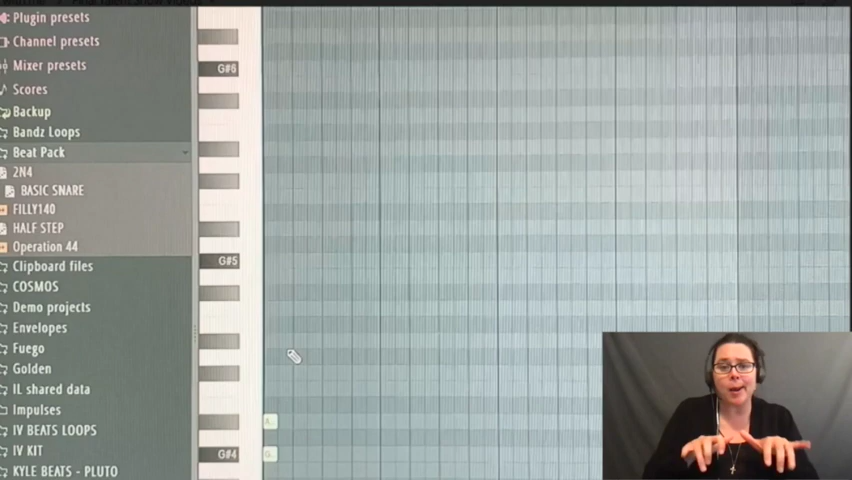 Plugin presets
Channel presets
Mixer presets
Scores
Backup
Bandz Loops
Beat Pack
2N4
BASIC SNARE
FILLY140
HALF STEP
Operation 44
Clipboard files
COSMOS
Demo projects
Envelopes
Fuego
Golden
IL shared data
Impulses
IV BEATS LOOPS
IV KIT
KYLE BEATS - PLUTO
G#6
G#5
G#4
A
G